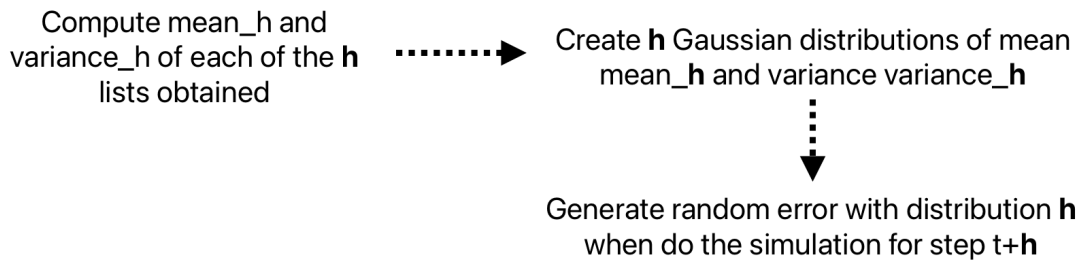 Compute mean_h and
variance_h of each of the h
lists obtained
Create h Gaussian distributions of mean
mean_h and variance variance_h
Generate random error with distribution h
when do the simulation for step t+h